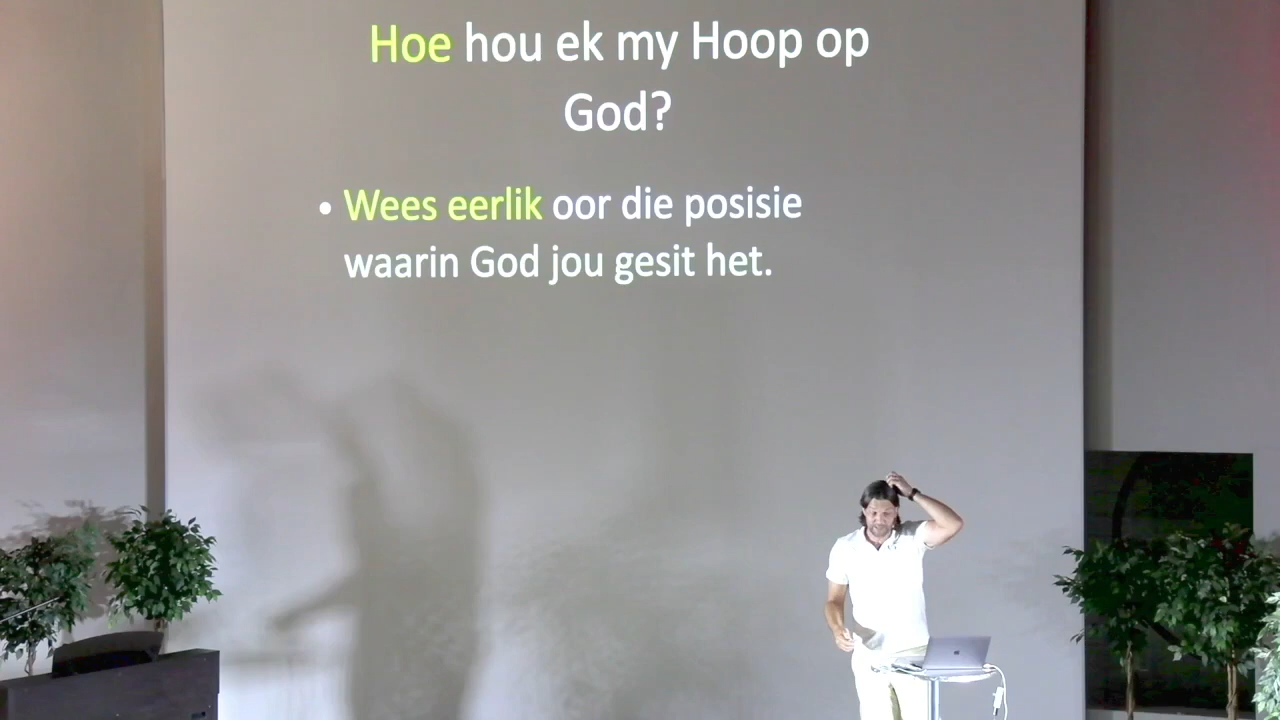 Hoe hou ek my Hoop op
God?
• Wees eerlik oor die posisie
waarin God jou gesit het.